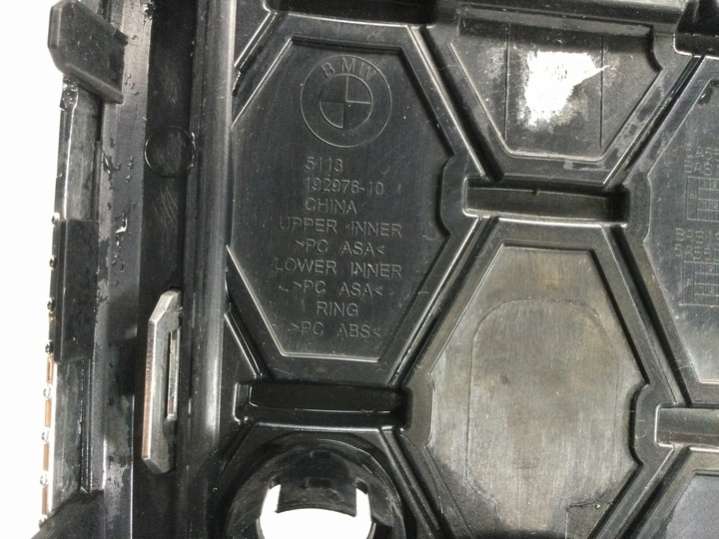 BMW
5113
192976-10
CHINA
UPPER INNER
>PC ASA<
LOWER INNER
>PC ASA<
RING
>PC ABS<